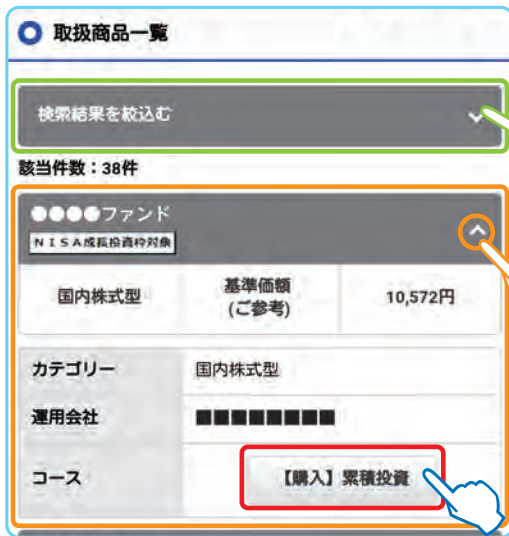 取扱商品一覧
検索結果を絞込む
該当件数：38件
●●●●ファンド
NISA成長投資枠対象
国内株式型
基準価額
(ご参考)
10,572円
カテゴリー
国内株式型
運用会社
■■■■■■■■
コース
【購入】累積投資